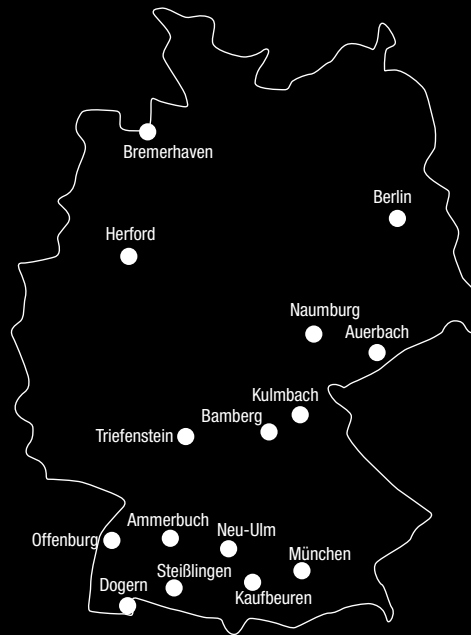 Bremerhaven
Berlin
Herford
Naumburg
Auerbach
Kulmbach
Bamberg
Triefenstein
Ammerbuch
Offenburg
Neu-Ulm
München
Steißlingen
Dogern
Kaufbeuren